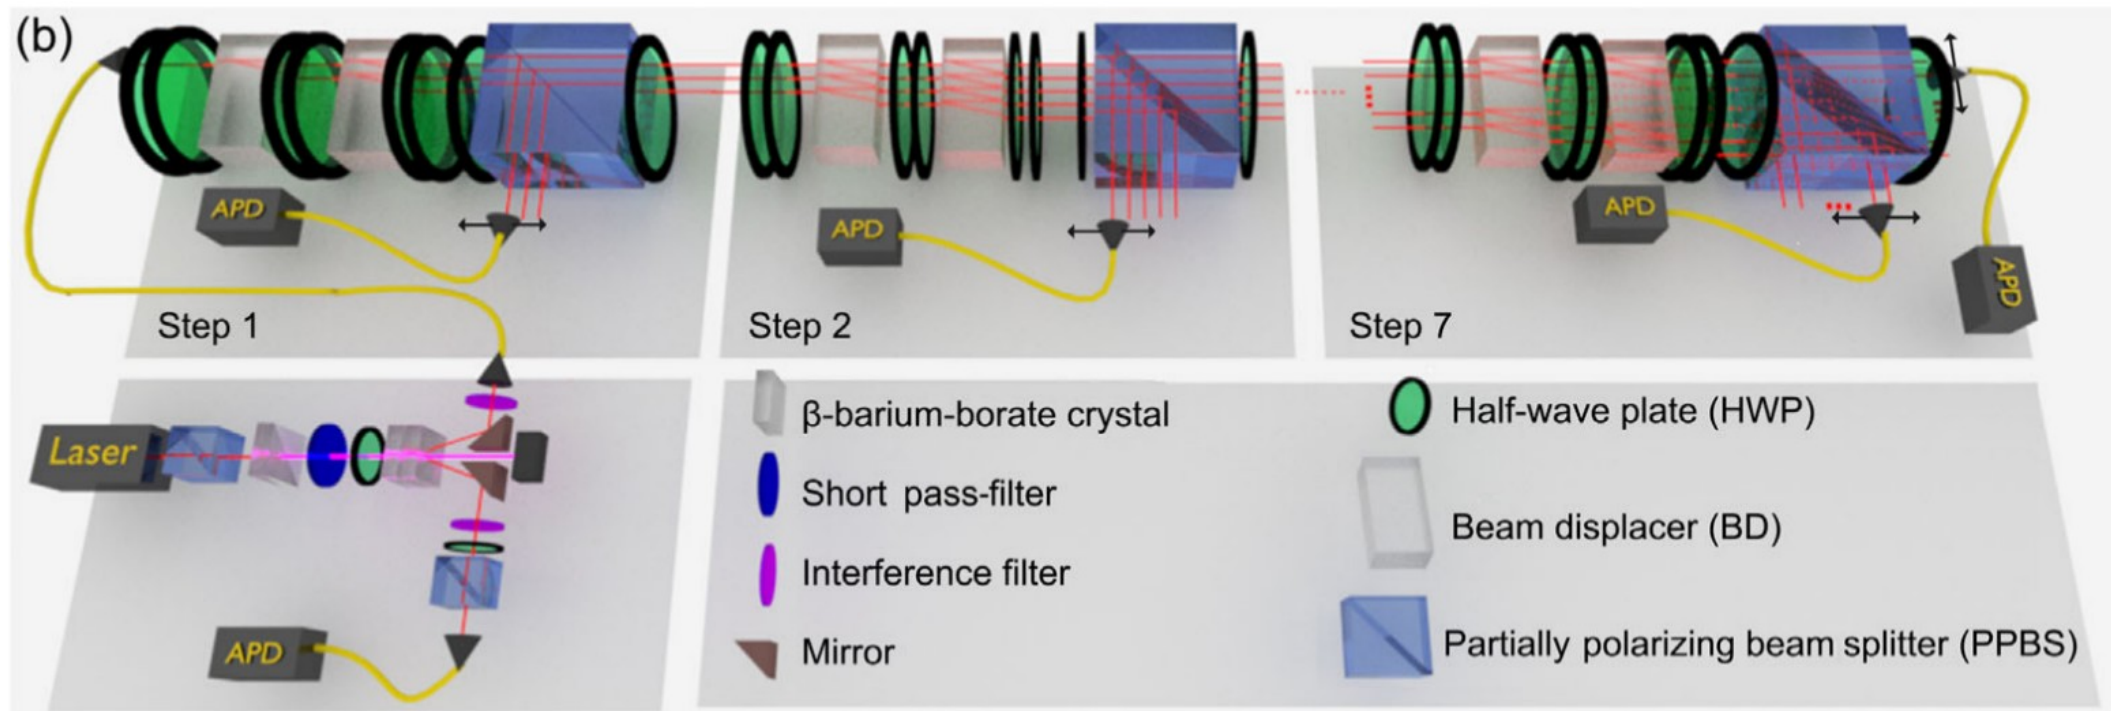 (b)
APD
Step 1
APD
Step 2
APD
APD
Step 7
Laser
APD
β-barium-borate crystal
Short pass-filter
Interference filter
Mirror
Half-wave plate (HWP)
Beam displacer (BD)
Partially polarizing beam splitter (PPBS)